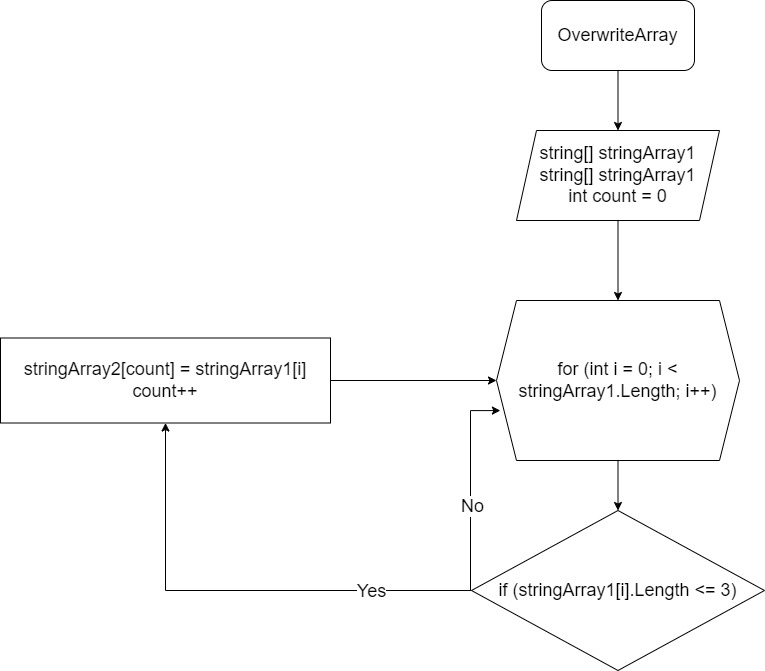 OverwriteArray
string[] stringArray1
string[] stringArray1
int count = 0
stringArray2[count] = stringArray1[i]
count++
for (int i = 0; i <
stringArray1.Length; i++)
No
Yes
if (stringArray1[i].Length <= 3)